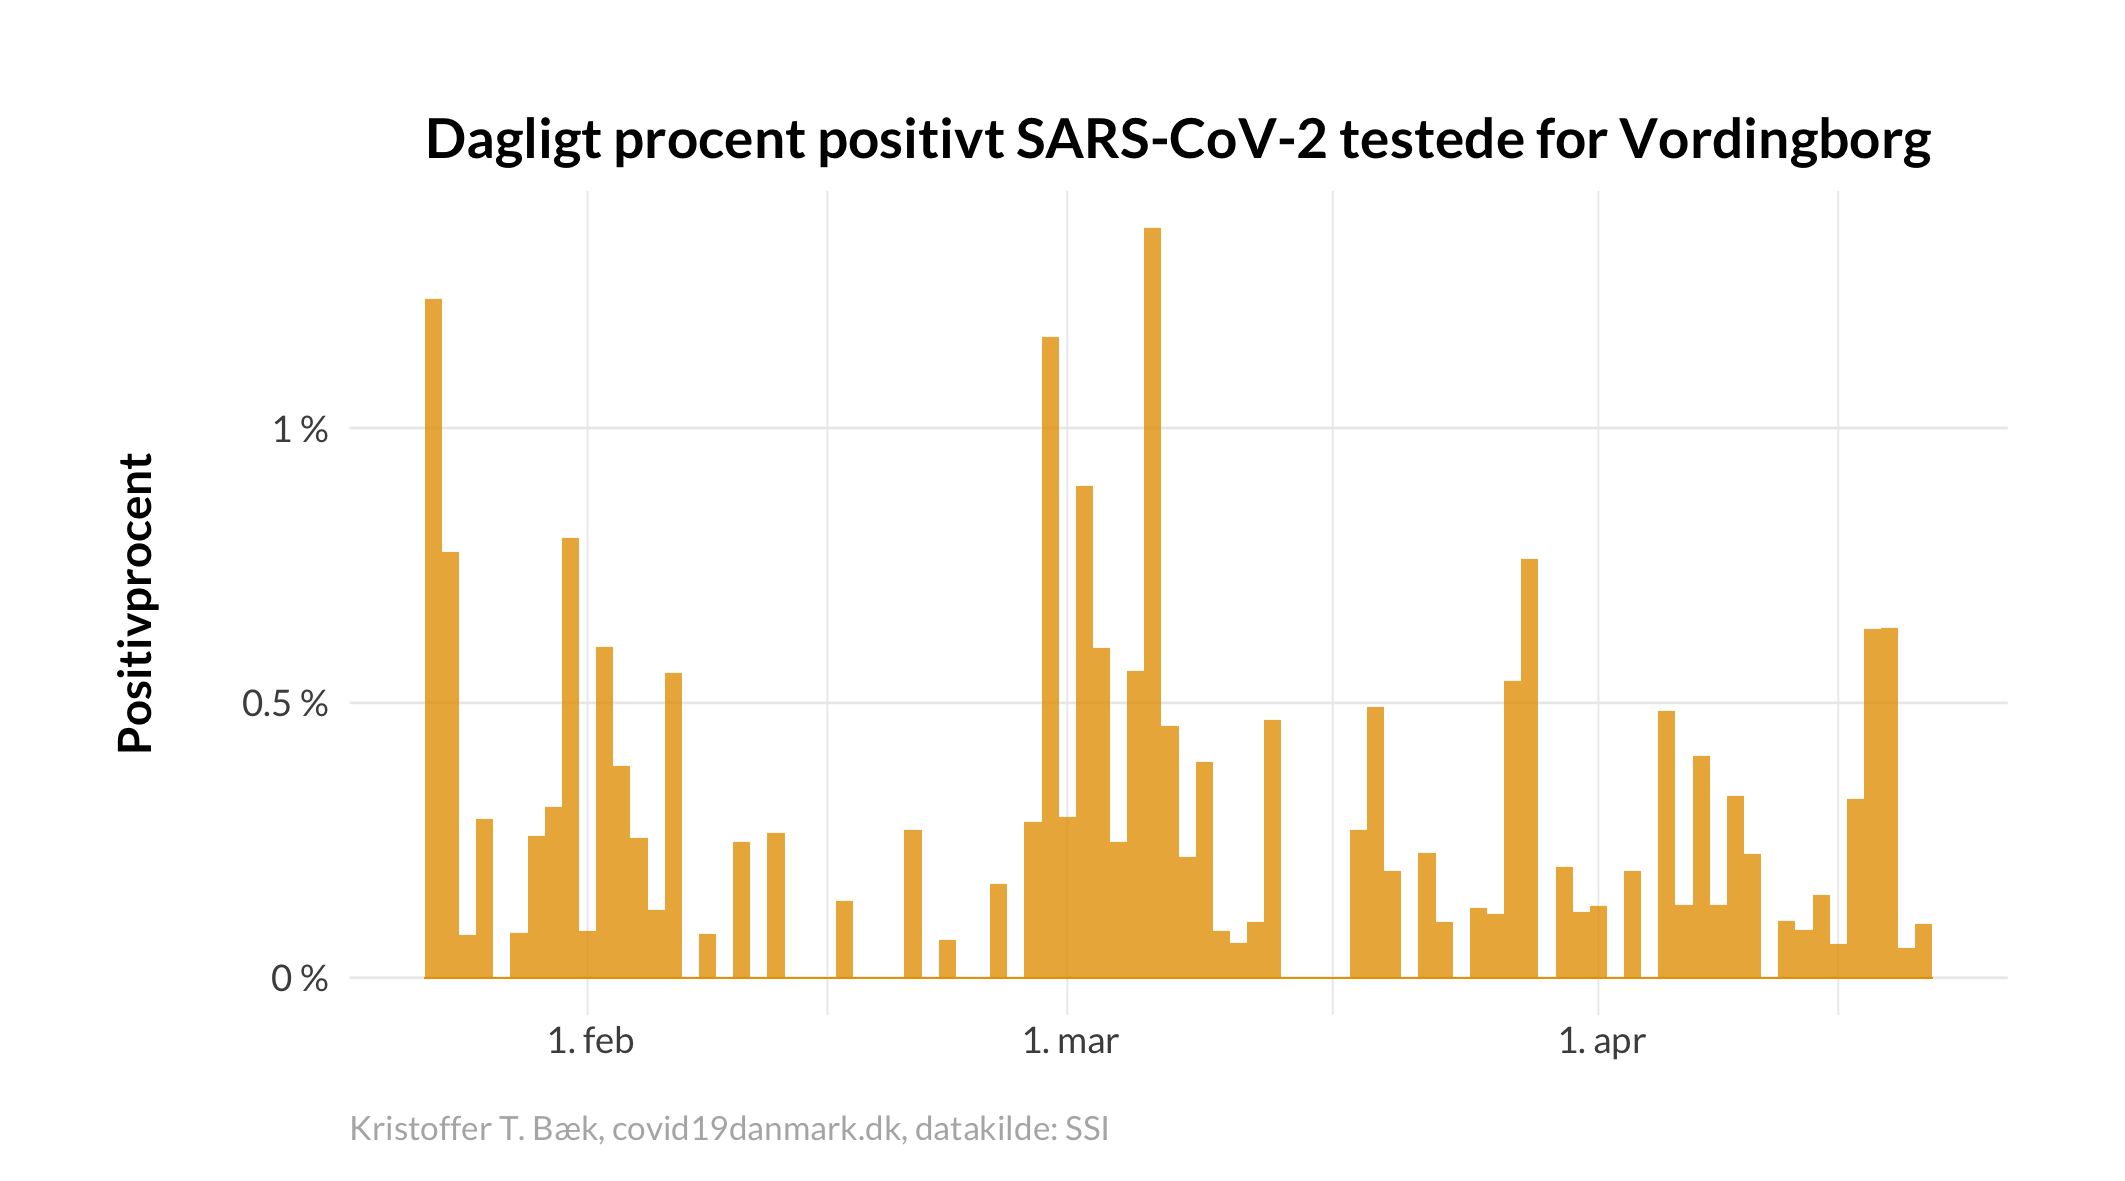 Dagligt procent positivt SARS-CoV-2 testede for Vordingborg
Positivprocent
1 %
0.5 %
0 %
1. feb
1. mar
1. apr
Kristoffer T. Bæk, covid19danmark.dk, datakilde: SSI